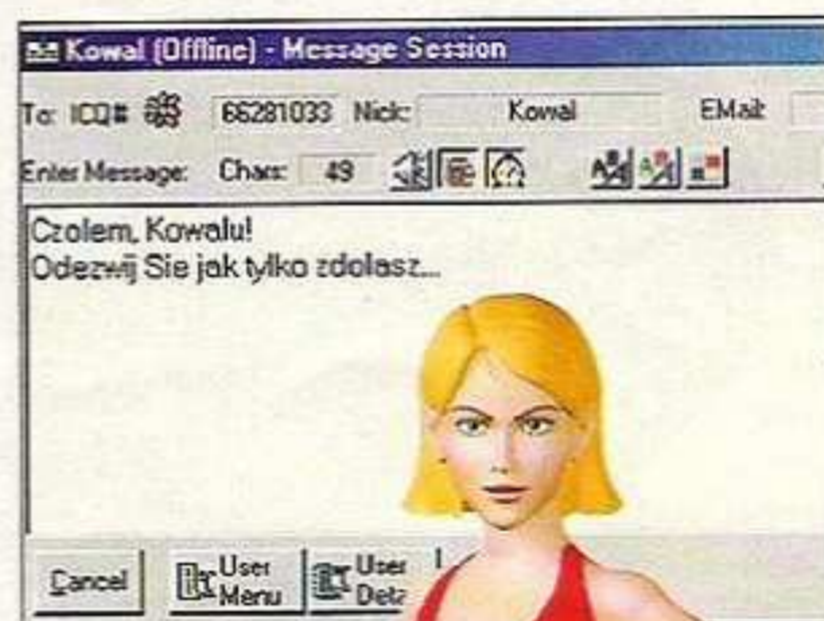 Kowal (Offline) - Message Session
To: ICQ# 66281033 Nick: Kowal EMail:
Enter Message: Chars: 49
Czolem, Kowalu!
Odezwij Sie jak tylko zdolasz...
Cancel User Menu User